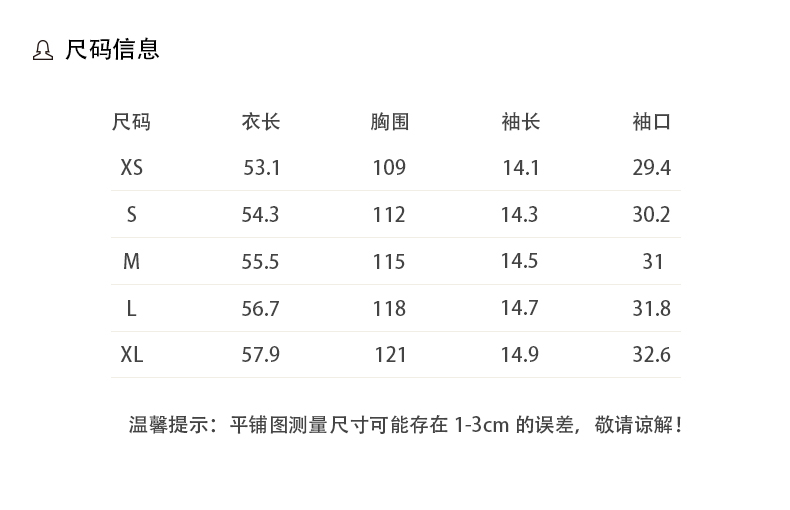 尺码信息
尺码 衣长 胸围 袖长 袖口
XS 53.1 109 14.1 29.4
S 54.3 112 14.3 30.2
M 55.5 115 14.5 31
L 56.7 118 14.7 31.8
XL 57.9 121 14.9 32.6
温馨提示：平铺图测量尺寸可能存在 1-3cm 的误差，敬请谅解！